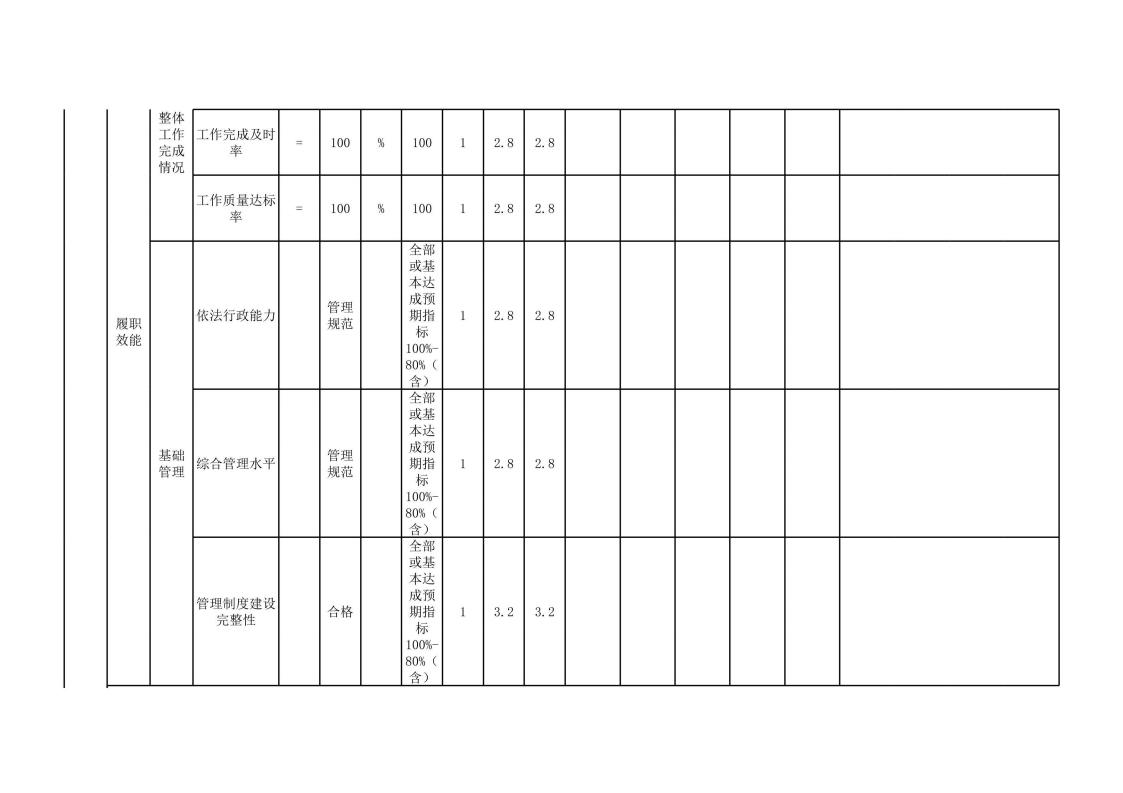 履职
效能
整体
工作
完成
情况
工作完成及时
率
=
100
%
100
1
2.8
2.8
工作质量达标
率
=
100
%
100
1
2.8
2.8
基础
管理
依法行政能力
管理
规范
全部
或基
本达
成预
期指
标
100%-
80%（
含）
1
2.8
2.8
综合管理水平
管理
规范
全部
或基
本达
成预
期指
标
100%-
80%（
含）
1
2.8
2.8
管理制度建设
完整性
合格
全部
或基
本达
成预
期指
标
100%-
80%（
含）
1
3.2
3.2